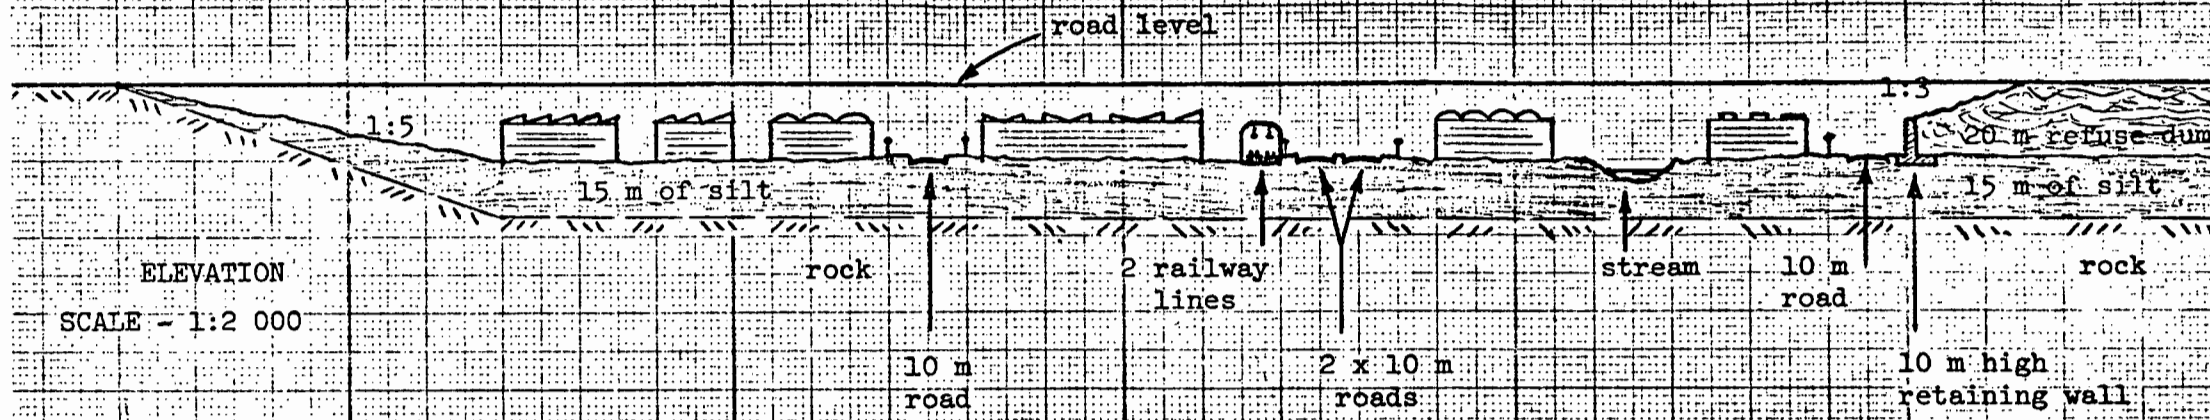 road level
1:3
1:5
20 m refuse dum
15 m of silt
15 m of silt
ELEVATION
rock
2 railway
lines
stream
10 m
road
rock
SCALE - 1:2 000
10 m
road
2 x 10 m
roads
10 m high
retaining wall